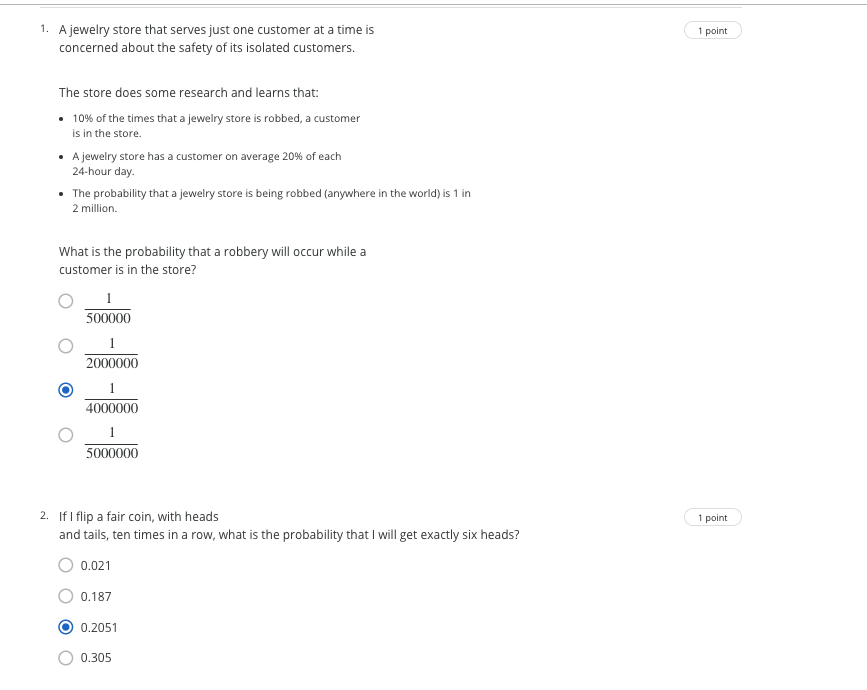 1. A jewelry store that serves just one customer at a time is 1 point
concerned about the safety of its isolated customers.
The store does some research and learns that:
• 10% of the times that a jewelry store is robbed, a customer
is in the store.
• A jewelry store has a customer on average 20% of each
24-hour day.
• The probability that a jewelry store is being robbed (anywhere in the world) is 1 in
2 million.
What is the probability that a robbery will occur while a
customer is in the store?
1
500000
1
2000000
1
4000000
1
5000000
2. If I flip a fair coin, with heads 1 point
and tails, ten times in a row, what is the probability that I will get exactly six heads?
0.021
0.187
0.2051
0.305